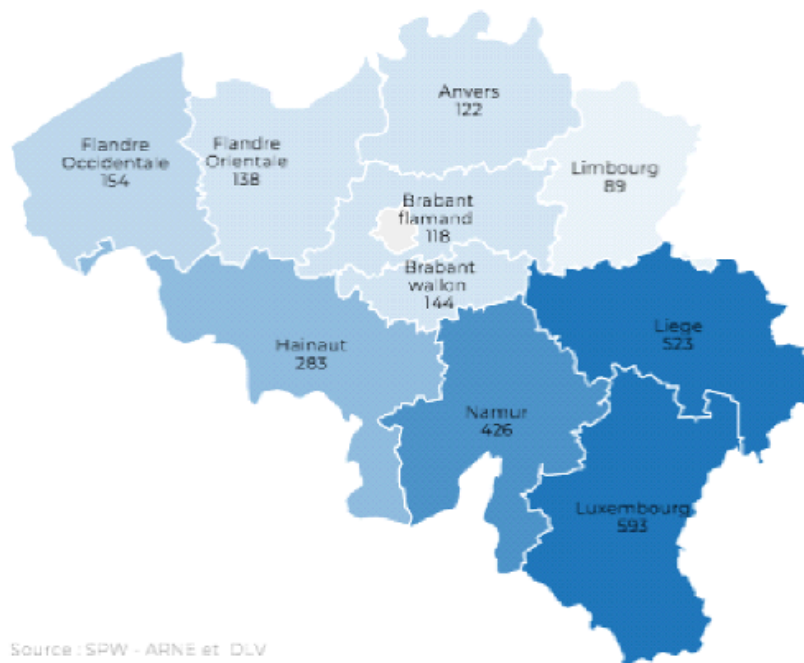 Anvers
122
Flandre
Occidentale
154
Flandre
Orientale
138
Limbourg
89
Brabant
flamand
118
Brabant
wallon
144
Liege
523
Hainaut
283
Namur
426
Luxembourg
593
Source : SPW - ARNE et DLV